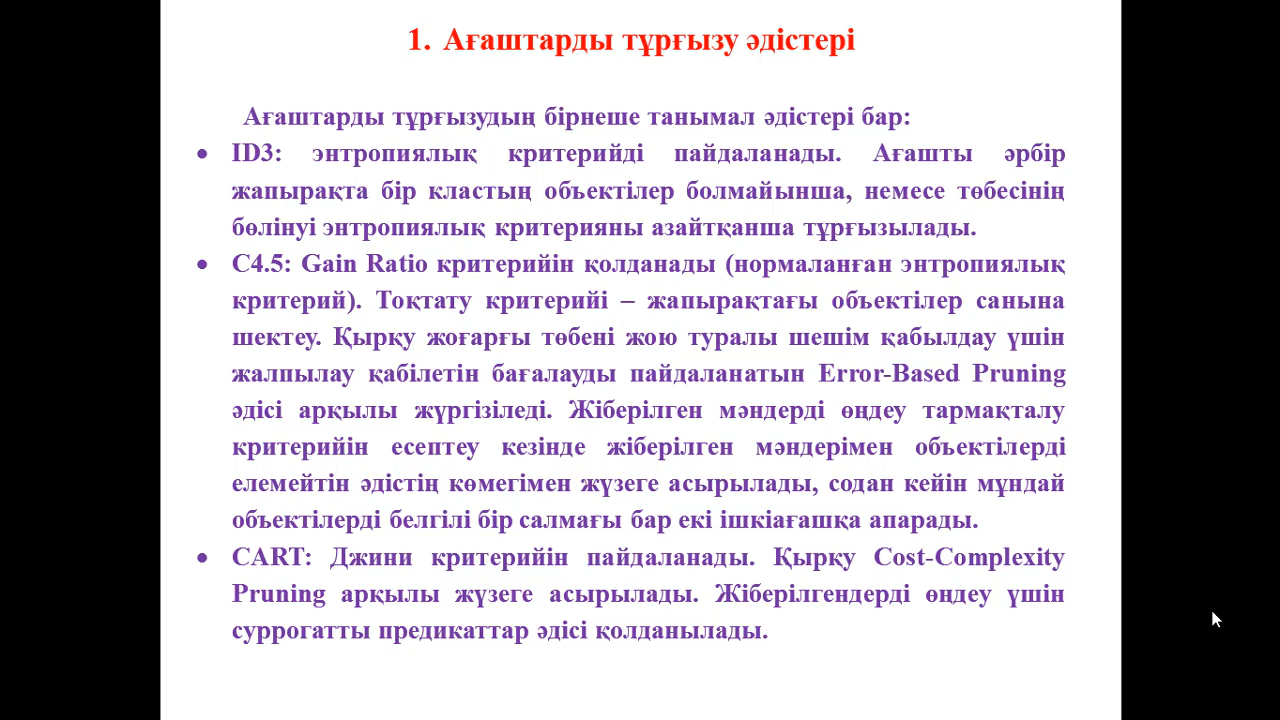 1. Ағаштарды тұрғызу әдістері
Ағаштарды тұрғызудың бірнеше танымал әдістері бар:
• ID3: энтропиялық критерийді пайдаланады. Ағашты әрбір
жапырақта бір кластың объектілер болмайынша, немесе төбесінің
бөлінуі энтропиялық критерияны азайтқанша тұрғызылады.
• C4.5: Gain Ratio критерийін қолданады (нормаланған энтропиялық
критерий). Тоқтату критерийі – жапырақтағы объектілер санына
шектеу. Қырқу жоғарғы төбені жою туралы шешім қабылдау үшін
жалпылау қабілетін бағалауды пайдаланатын Error-Based Pruning
әдісі арқылы жүргізіледі. Жіберілген мәндерді өңдеу тармақталу
критерийін есептеу кезінде жіберілген мәндерімен объектілерді
елемейтін әдістің көмегімен жүзеге асырылады, содан кейін мұндай
объектілерді белгілі бір салмағы бар екі ішкіағашқа апарады.
• CART: Джини критерийін пайдаланады. Қырқу Cost-Complexity
Pruning арқылы жүзеге асырылады. Жіберілгендерді өңдеу үшін
суррогатты предикаттар әдісі қолданылады.